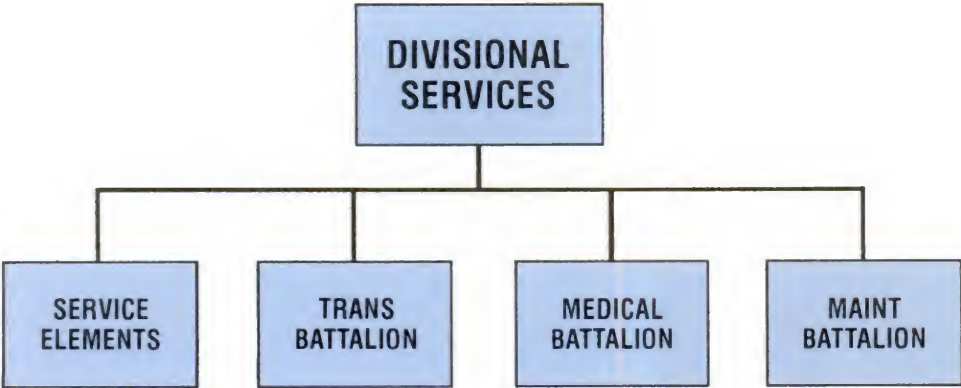 DIVISIONAL
SERVICES
SERVICE
ELEMENTS
TRANS
BATTALION
MEDICAL
BATTALION
MAINT
BATTALION